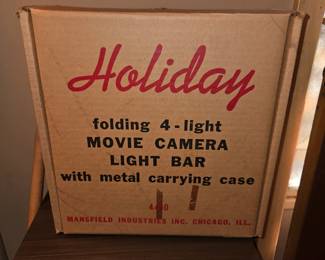 Holiday
folding 4-light
MOVIE CAMERA
LIGHT BAR
with metal carrying case
MANSFIELD INDUSTRIES INC. CHICAGO, ILL.